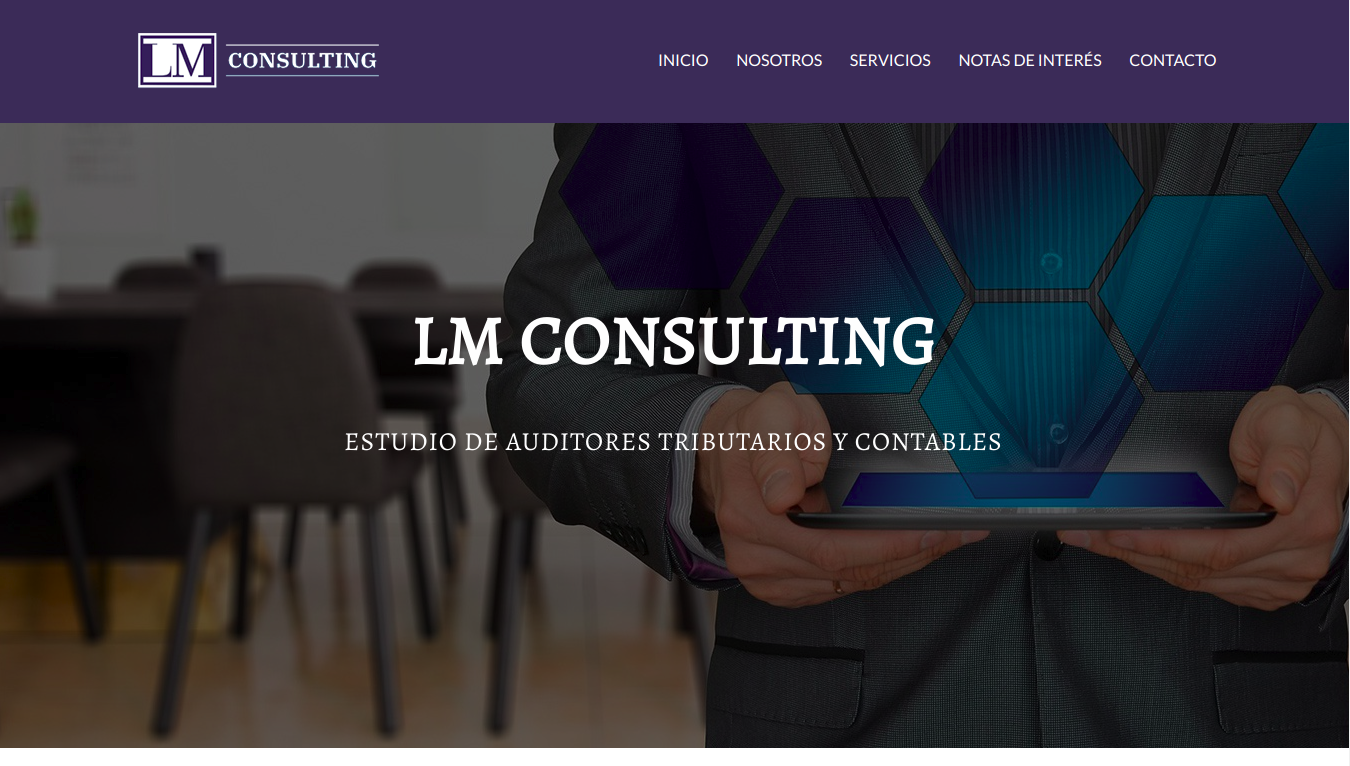 LM CONSULTING
INICIO NOSOTROS SERVICIOS NOTAS DE INTERÉS CONTACTO
LM CONSULTING
ESTUDIO DE AUDITORES TRIBUTARIOS Y CONTABLES